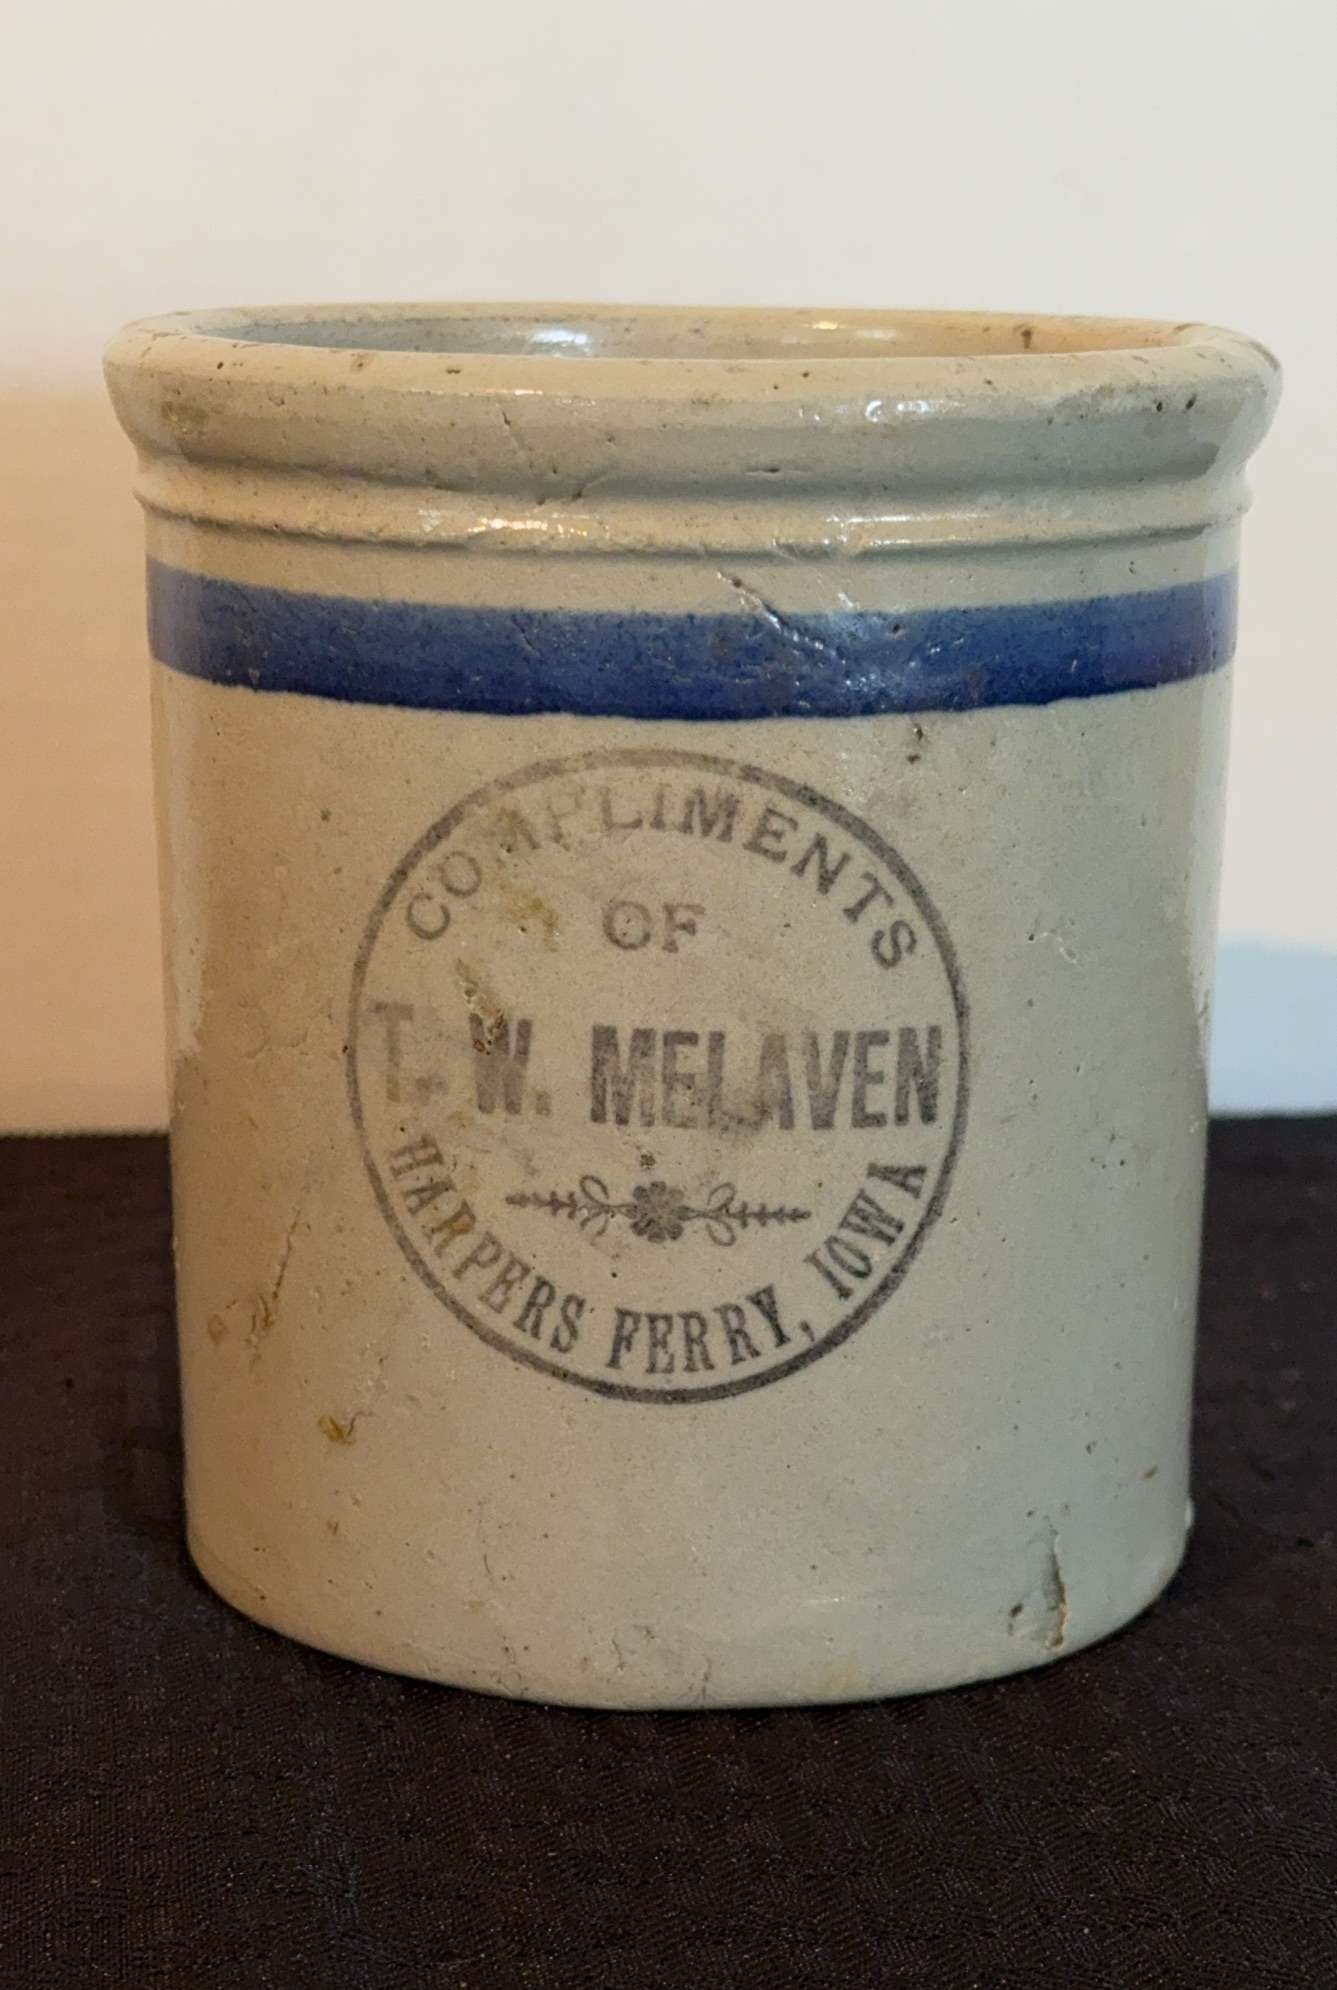 COMPLIMENTS
OF
T. W. MELAVEN
HARPERS FERRY, IOWA